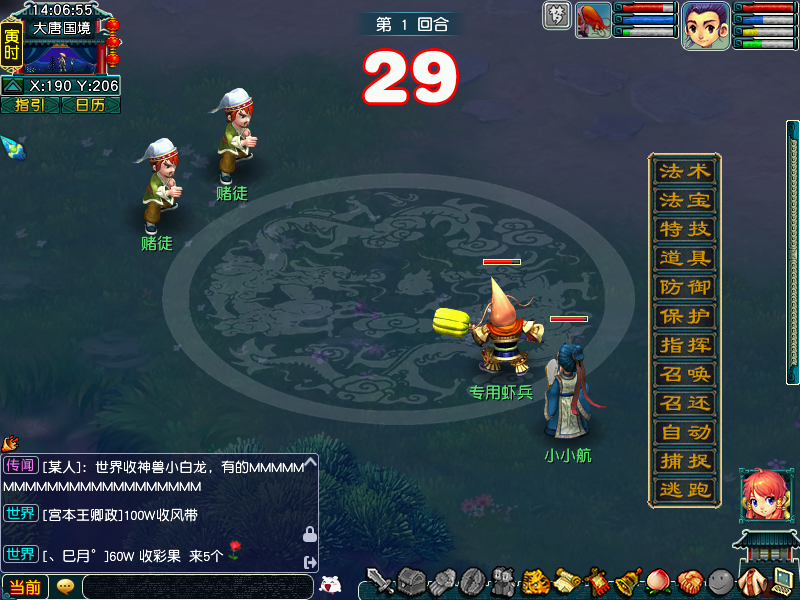 14:06:55
大唐国境
寅时
X:190 Y:206
指引 日历
第 1 回合
29
梦
赌徒
赌徒
专用虾兵
小小航
法术
法宝
特技
道具
防御
保护
指挥
召唤
召还
自动
捕捉
逃跑
传闻 [某人]：世界收神兽小白龙，有的MMMMM
MMMMMMMMMMMMMMMMMM
世界 [宫本王卿政]100W收风带
世界 [、巳月°]60W 收彩果 来5个
当前